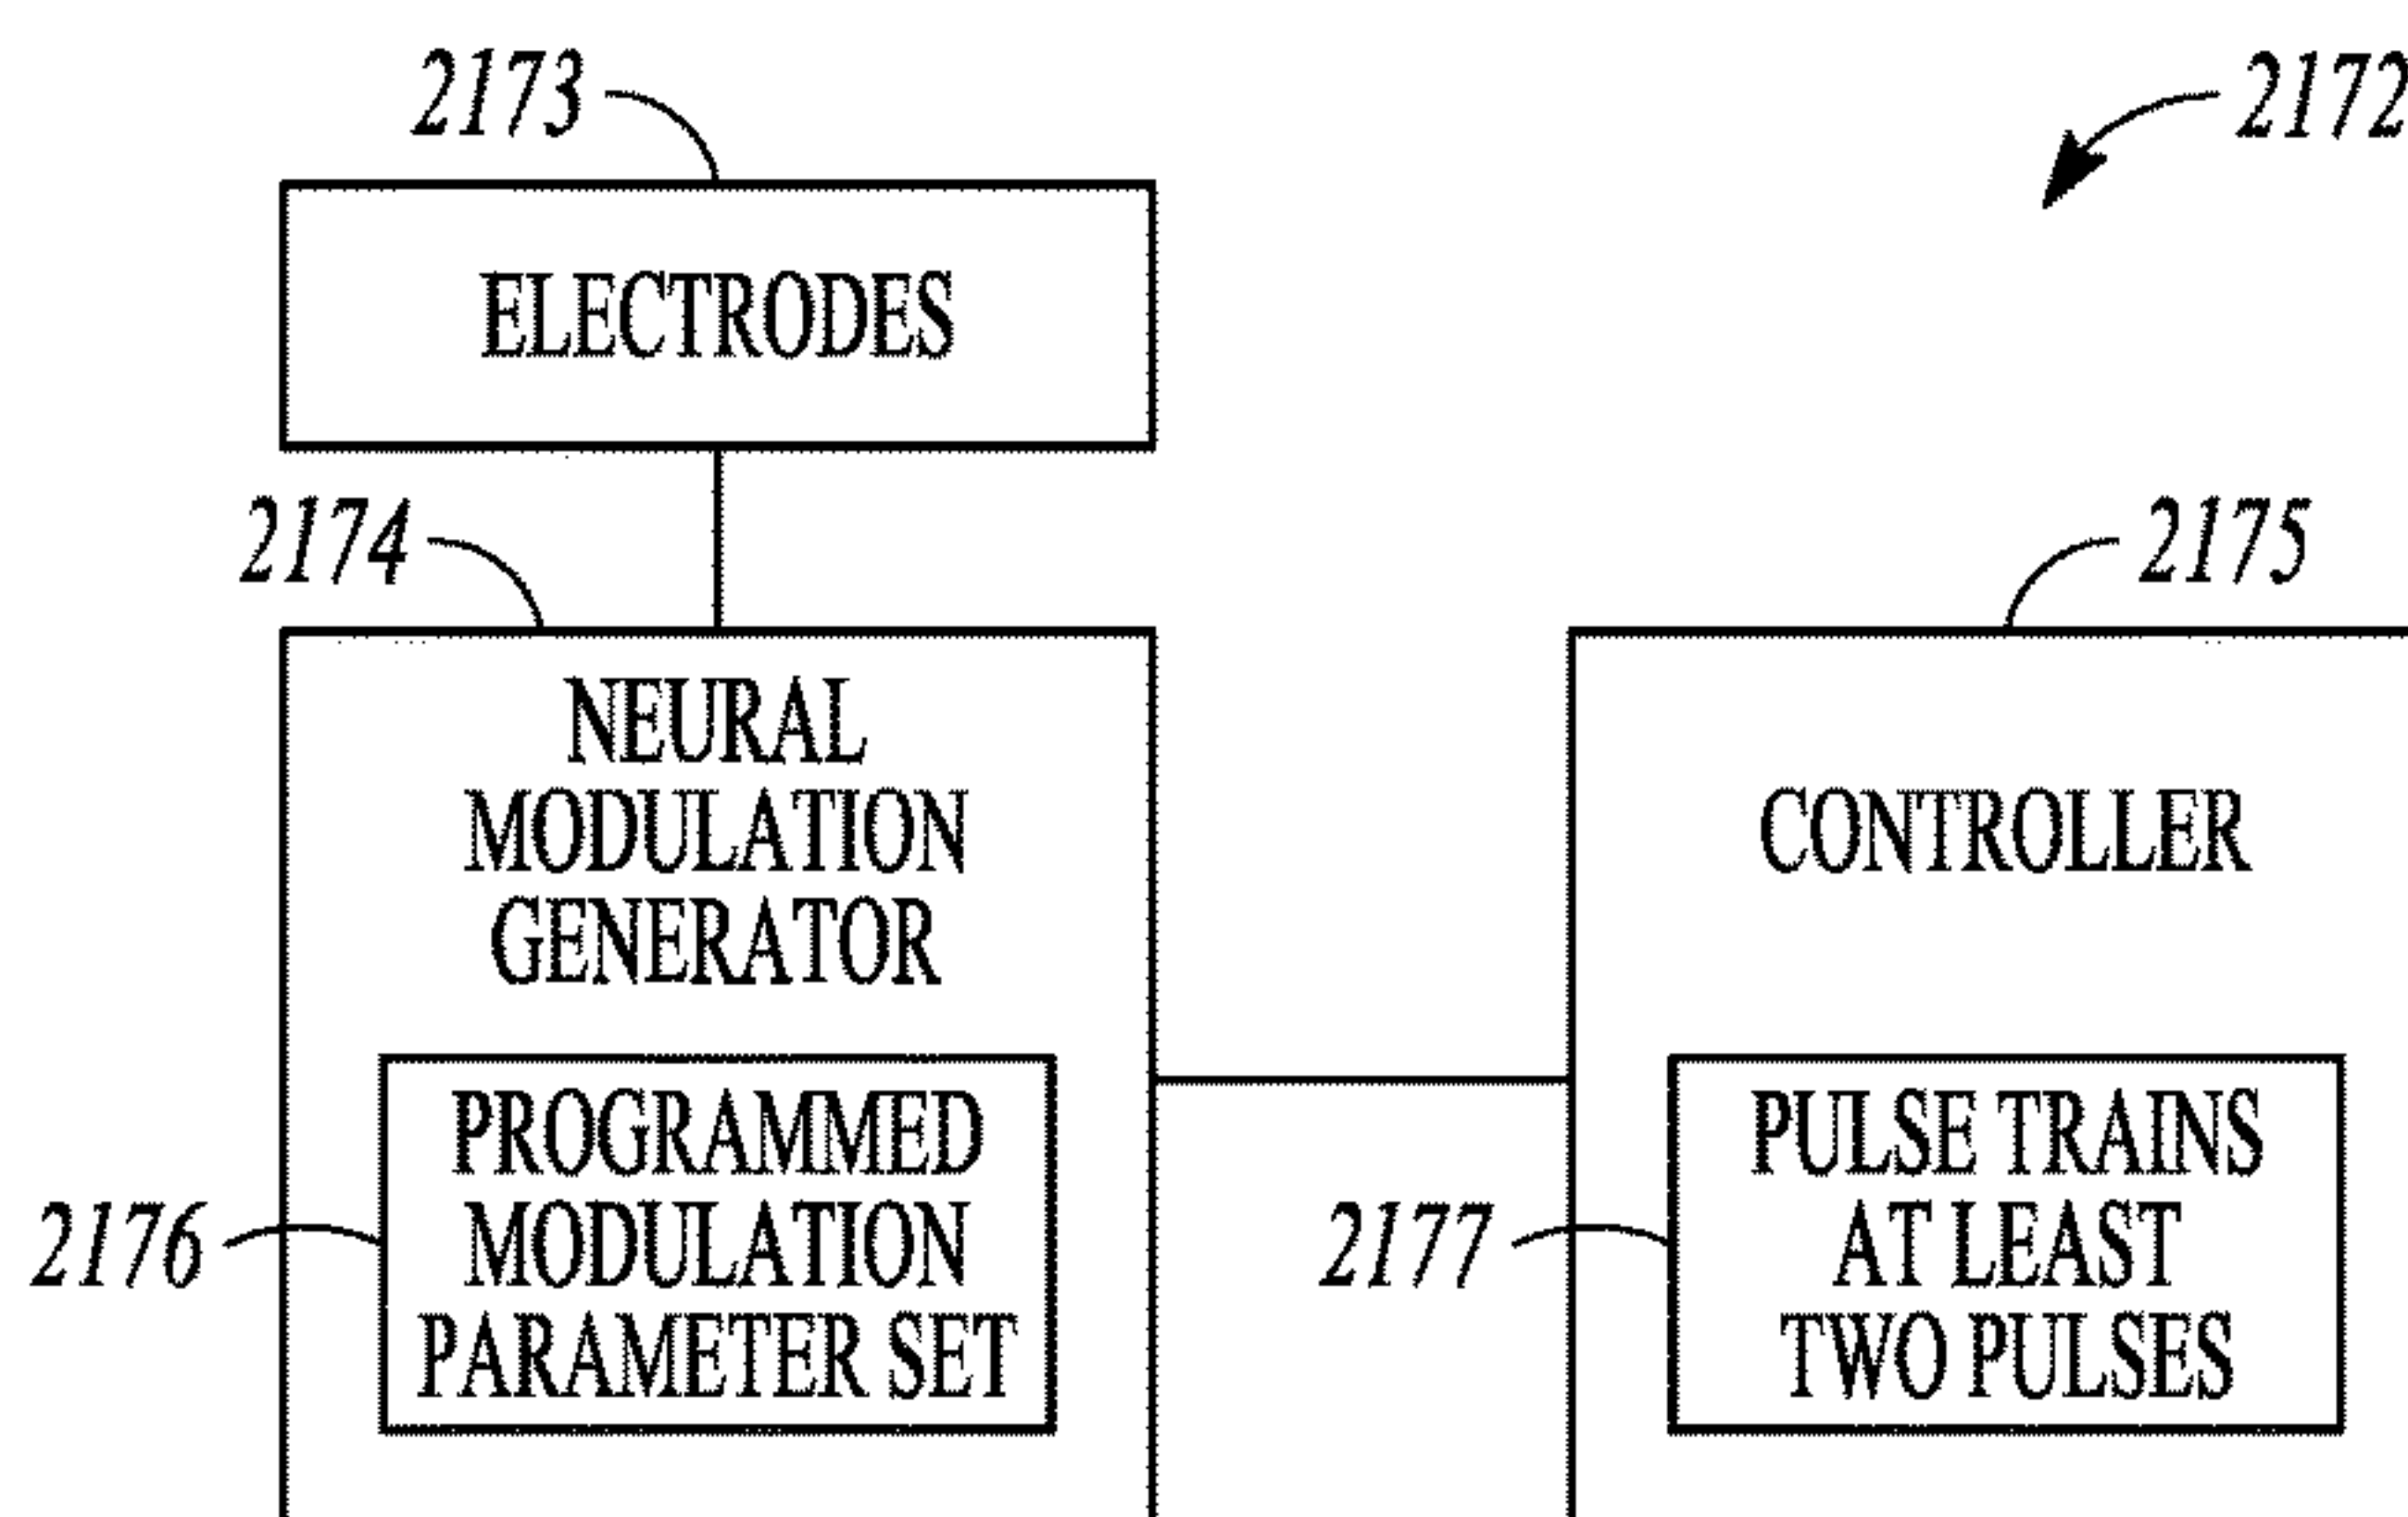 2173
2172
ELECTRODES
2174
2175
NEURAL
MODULATION
GENERATOR
CONTROLLER
PROGRAMMED
MODULATION
PARAMETER SET
2176
2177
PULSE TRAINS
AT LEAST
TWO PULSES